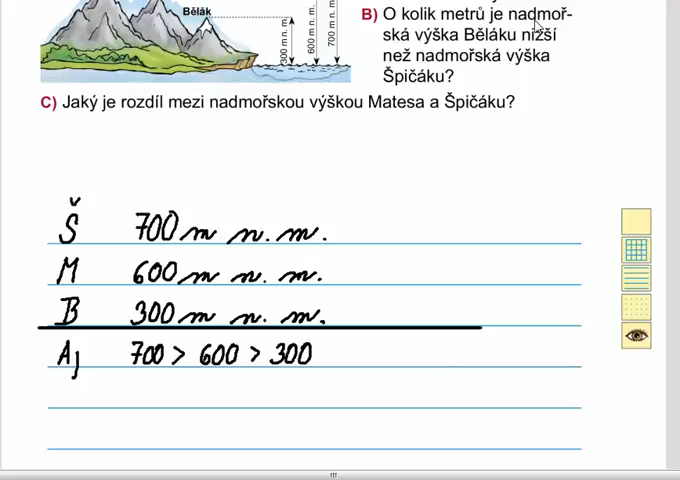 Bělák
300 m n. m.
600 m n. m.
700 m n. m.
B) O kolik metrů je nadmoř-
ská výška Běláku nižší
než nadmořská výška
Špičáku?
C) Jaký je rozdíl mezi nadmořskou výškou Matesa a Špičáku?
Š 700 m n. m.
M 600 m n. m.
B 300 m n. m.
A) 700 > 600 > 300